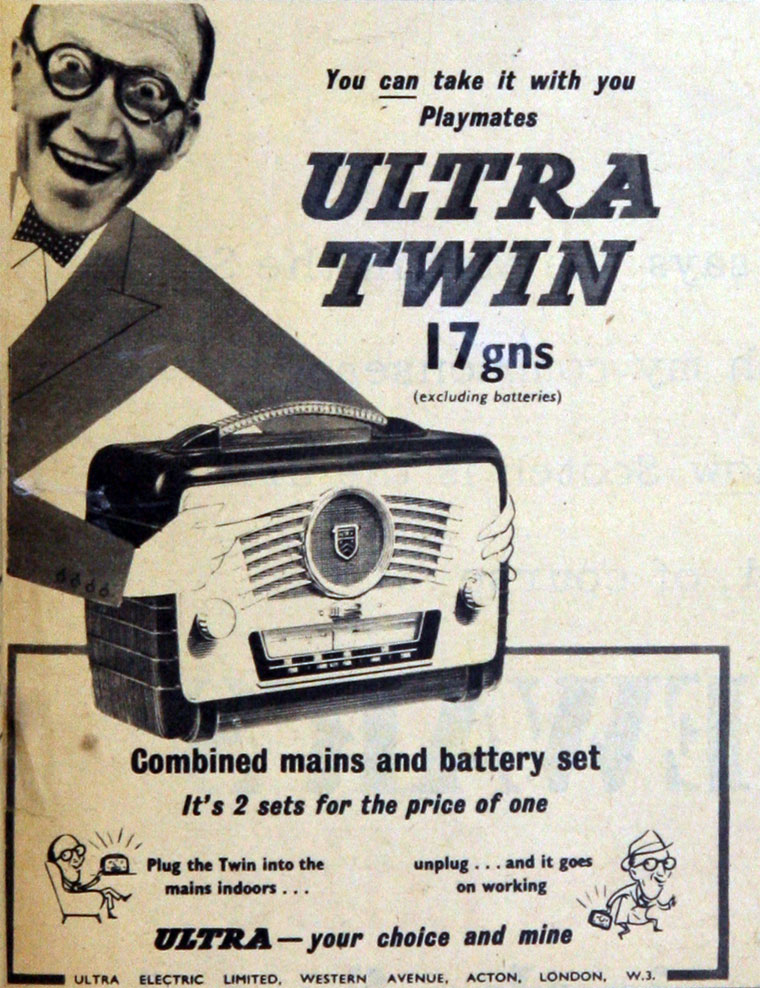 You can take it with you
Playmates
ULTRA
TWIN
17gns
(excluding batteries)
Combined mains and battery set
It's 2 sets for the price of one
Plug the Twin into the
mains indoors . . .
unplug . . . and it goes
on working
ULTRA — your choice and mine
ULTRA ELECTRIC LIMITED, WESTERN AVENUE, ACTON, LONDON, W.3.